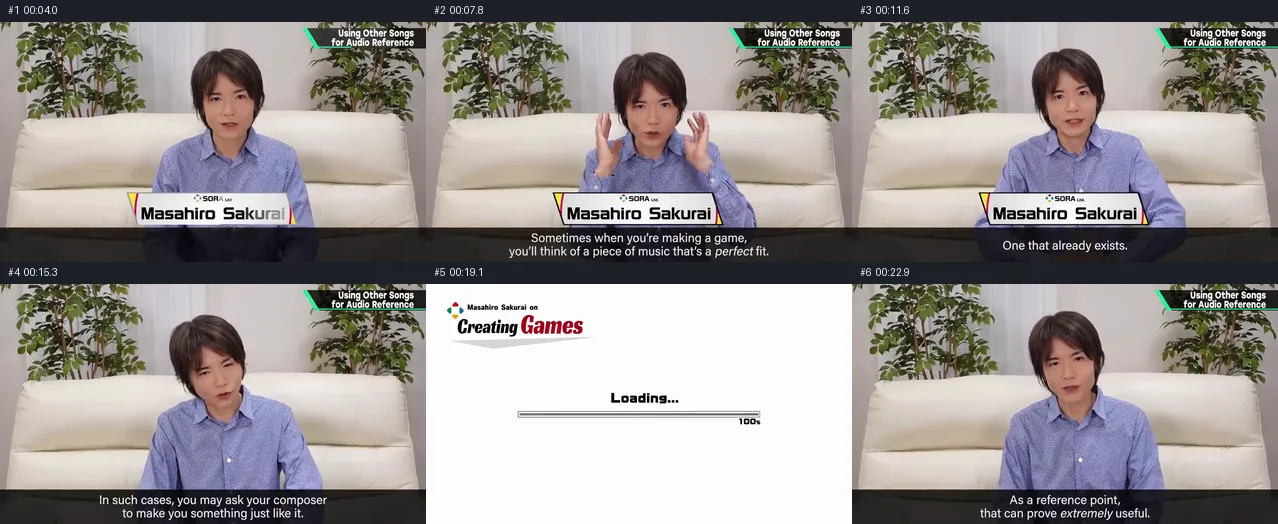 #1 00:04.0
Using Other Songs
for Audio Reference
SORA Ltd.
Masahiro Sakurai
#2 00:07.8
Using Other Songs
for Audio Reference
SORA Ltd.
Masahiro Sakurai
Sometimes when you're making a game,
you'll think of a piece of music that's a perfect fit.
#3 00:11.6
Using Other Songs
for Audio Reference
SORA Ltd.
Masahiro Sakurai
One that already exists.
#4 00:15.3
Using Other Songs
for Audio Reference
In such cases, you may ask your composer
to make you something just like it.
#5 00:19.1
Masahiro Sakurai on
Creating Games
Loading...
100%
#6 00:22.9
Using Other Songs
for Audio Reference
As a reference point,
that can prove extremely useful.